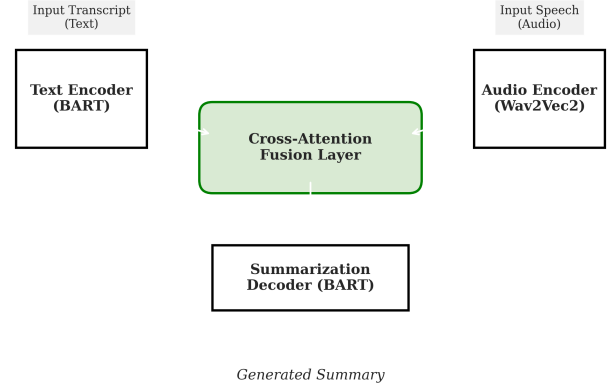 Input Transcript
(Text)
Input Speech
(Audio)
Text Encoder
(BART)
Audio Encoder
(Wav2Vec2)
Cross-Attention
Fusion Layer
Summarization
Decoder (BART)
Generated Summary